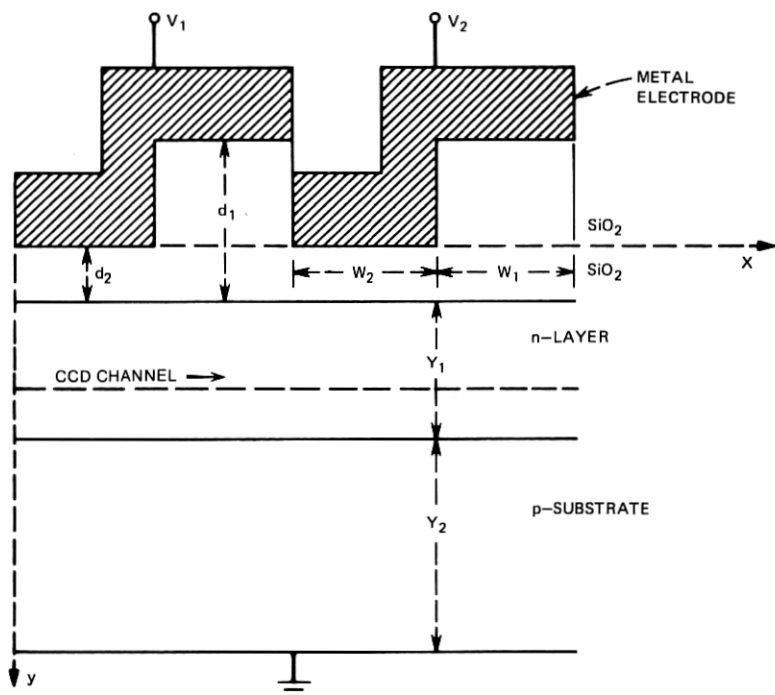 V₁
V₂
METAL
ELECTRODE
d₁
SiO₂
X
d₂
W₂
W₁
SiO₂
n–LAYER
Y₁
CCD CHANNEL
p–SUBSTRATE
Y₂
y